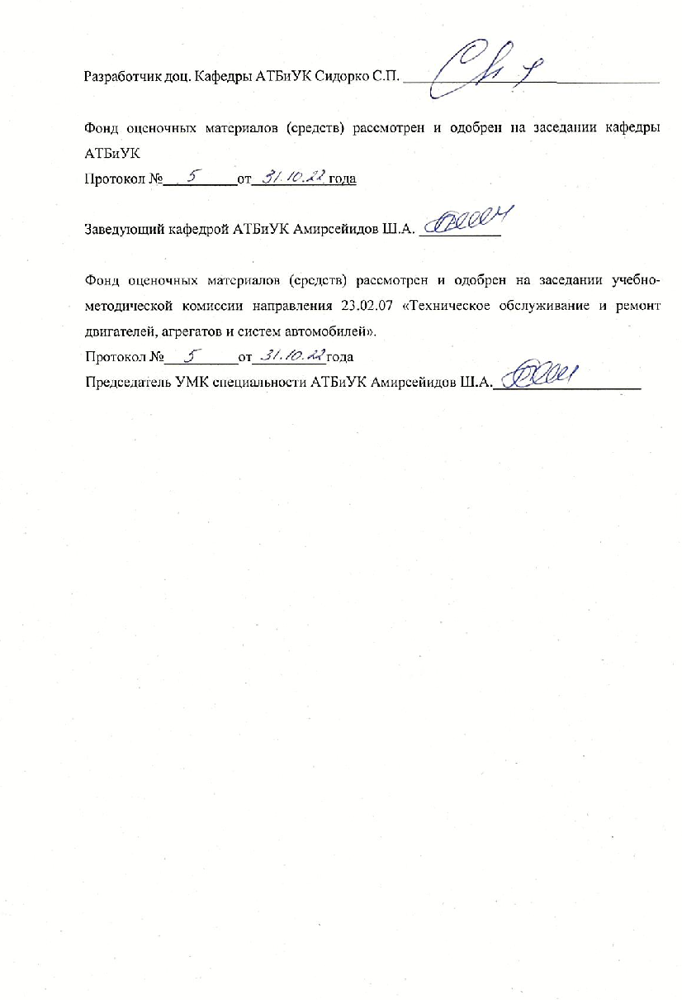 Разработчик доц. Кафедры АТБиУК Сидорко С.П.
Фонд оценочных материалов (средств) рассмотрен и одобрен на заседании кафедры
АТБиУК
Протокол № 5 от 31.10.22 года
Заведующий кафедрой АТБиУК Амирсейидов Ш.А.
Фонд оценочных материалов (средств) рассмотрен и одобрен на заседании учебно-
методической комиссии направления 23.02.07 «Техническое обслуживание и ремонт
двигателей, агрегатов и систем автомобилей».
Протокол № 5 от 31.10.22 года
Председатель УМК специальности АТБиУК Амирсейидов Ш.А.